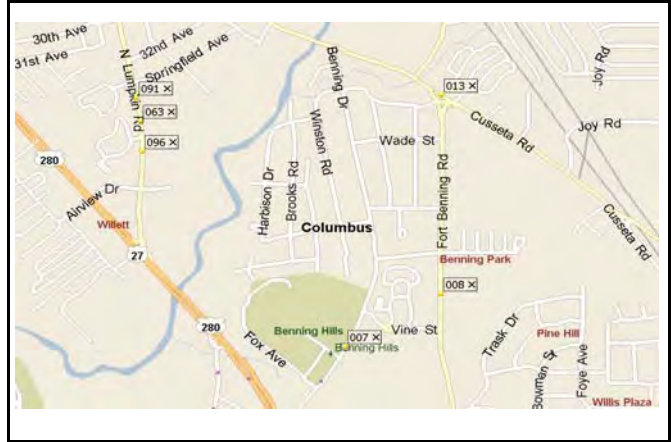 30th Ave
31st Ave
32nd Ave
Springfield Ave
N Lumpkin Rd
091 X
063 X
096 X
280
Airview Dr
Willett
27
280
Fox Ave
Harbison Dr
Brooks Rd
Winston Rd
Benning Dr
Wade St
Columbus
Benning Hills
Benning Hills
007 X
Vine St
013 X
Fort Benning Rd
Benning Park
008 X
Cusseta Rd
Joy Rd
Joy Rd
Cusseta Rd
Trask Dr
Pine Hill
Bowman St
Foye Ave
Willis Plaza